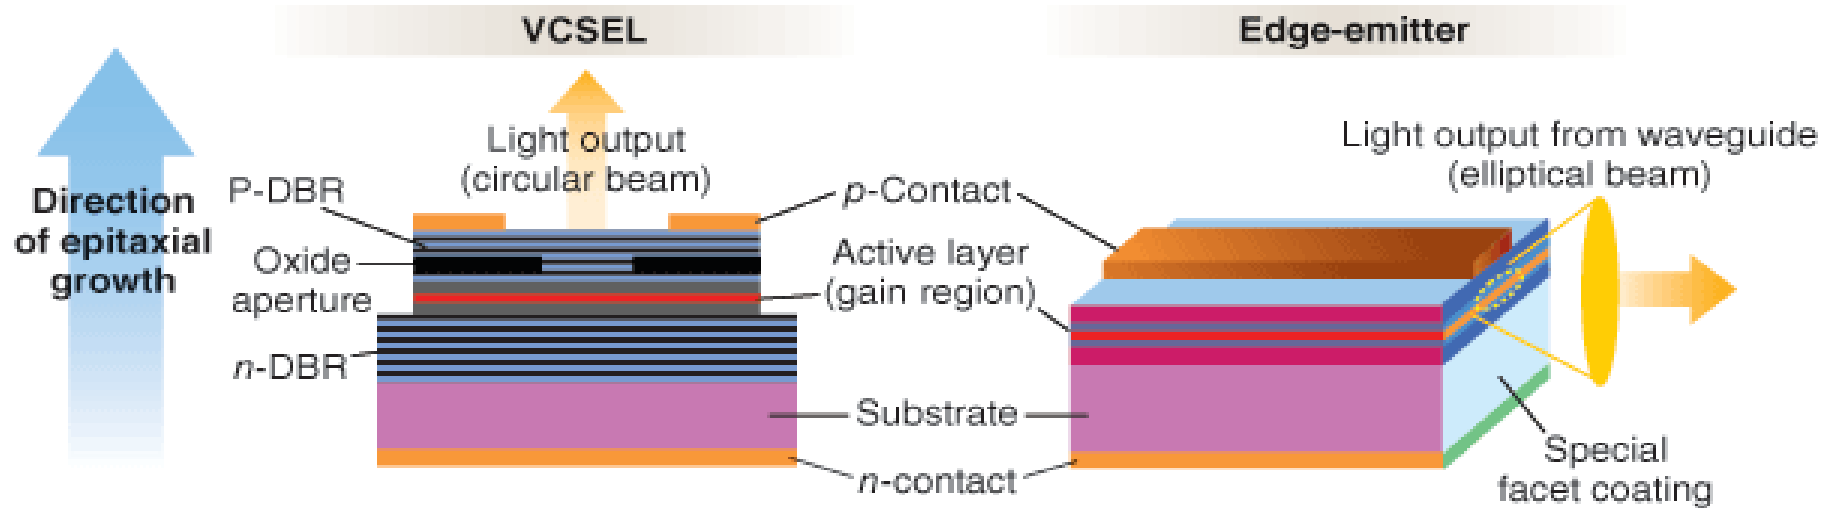 VCSEL
Edge-emitter
Direction
of epitaxial
growth
Light output
(circular beam)
P-DBR
Oxide
aperture
n-DBR
p-Contact
Active layer
(gain region)
Substrate
n-contact
Light output from waveguide
(elliptical beam)
Special
facet coating